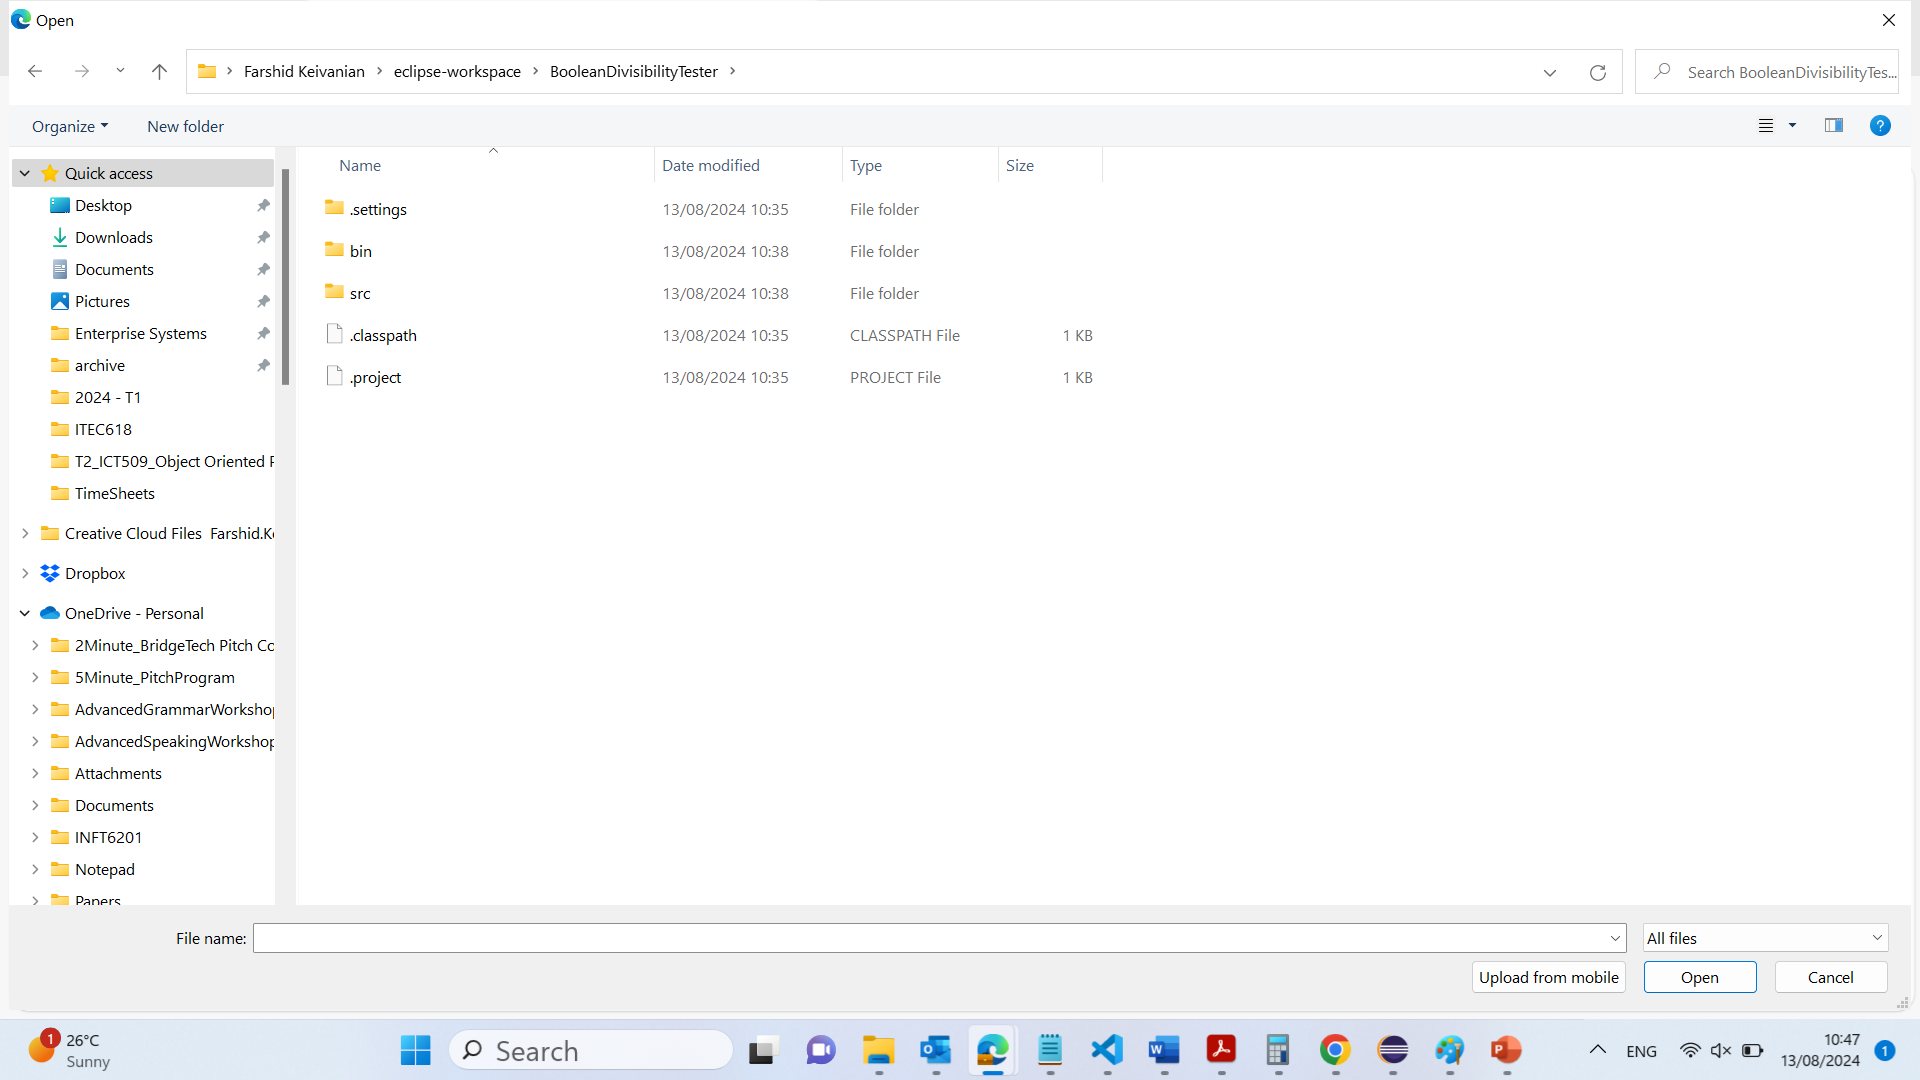 Open
Farshid Keivanian
eclipse-workspace
BooleanDivisibilityTester
Search BooleanDivisibilityTes...
Organize
New folder
Name
Date modified
Type
Size
Quick access
Desktop
Downloads
Documents
Pictures
Enterprise Systems
archive
2024 - T1
ITEC618
T2_ICT509_Object Oriented P
TimeSheets
Creative Cloud Files Farshid.Ke
Dropbox
OneDrive - Personal
2Minute_BridgeTech Pitch Co
5Minute_PitchProgram
AdvancedGrammarWorkshop
AdvancedSpeakingWorkshop
Attachments
Documents
INFT6201
Notepad
Papers
.settings 13/08/2024 10:35 File folder
bin 13/08/2024 10:38 File folder
src 13/08/2024 10:38 File folder
.classpath 13/08/2024 10:35 CLASSPATH File 1 KB
.project 13/08/2024 10:35 PROJECT File 1 KB
File name:
All files
Upload from mobile
Open
Cancel
1
26°C
Sunny
Search
ENG
10:47
13/08/2024
1